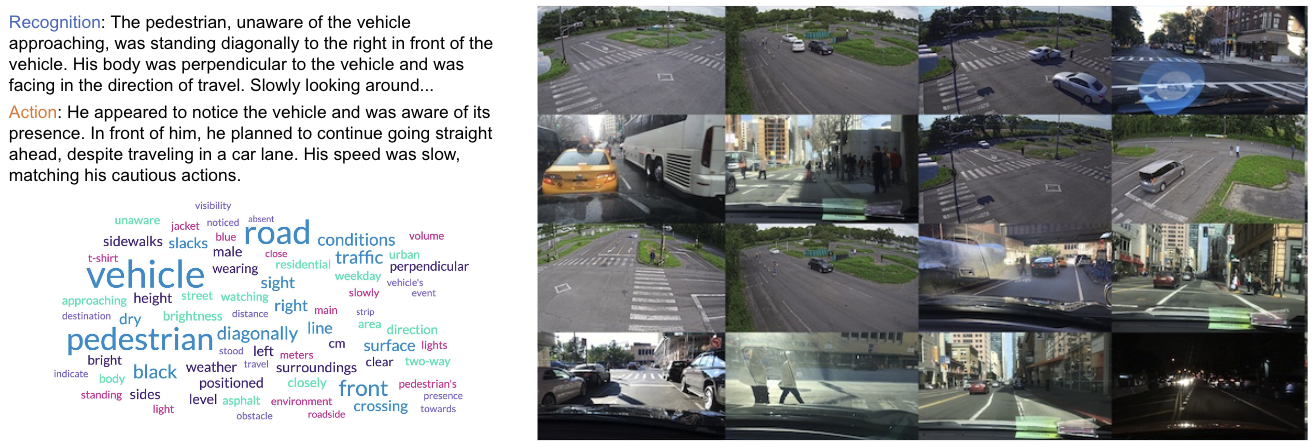 Recognition: The pedestrian, unaware of the vehicle
approaching, was standing diagonally to the right in front of the
vehicle. His body was perpendicular to the vehicle and was
facing in the direction of travel. Slowly looking around...
Action: He appeared to notice the vehicle and was aware of its
presence. In front of him, he planned to continue going straight
ahead, despite traveling in a car lane. His speed was slow,
matching his cautious actions.
visibility
unaware jacket noticed absent
sidewalks slacks blue road conditions volume
t-shirt male close traffic urban
vehicle wearing residential weekday perpendicular
sight vehicle's
approaching height street watching right slowly event
destination dry brightness distance main strip
pedestrian diagonally line area direction
stood left cm surface lights
bright meters clear two-way
indicate body black weather travel surroundings
positioned closely front pedestrian's
standing sides level asphalt environment presence
light obstacle roadside crossing towards